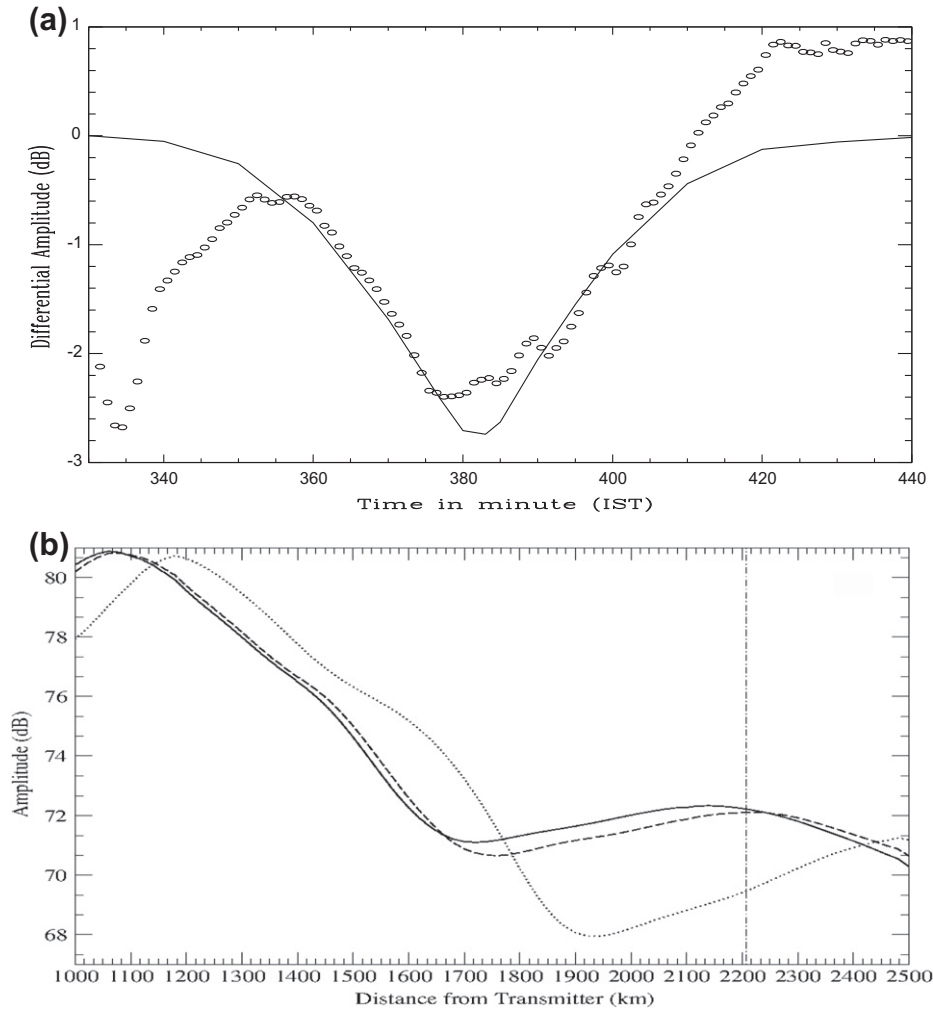 (a)
1
0
-1
-2
-3
Differential Amplitude (dB)
340 360 380 400 420 440
Time in minute (IST)
(b)
80
78
76
74
72
70
68
Amplitude (dB)
1000 1100 1200 1300 1400 1500 1600 1700 1800 1900 2000 2100 2200 2300 2400 2500
Distance from Transmitter (km)